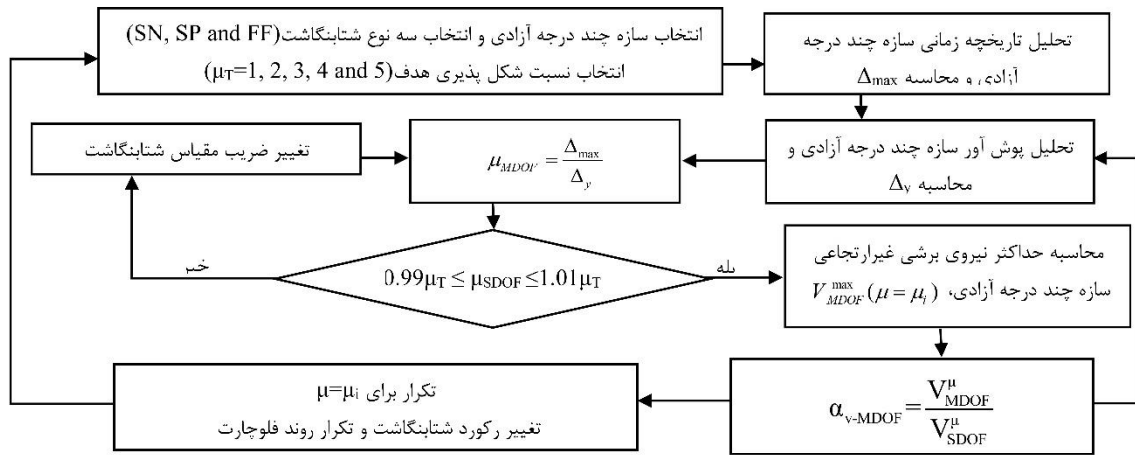 انتخاب سازه چند درجه آزادی و انتخاب سه نوع شتابنگاشت(SN, SP and FF)
انتخاب نسبت شکل پذیری هدف(μT=1, 2, 3, 4 and 5)
تحلیل تاریخچه زمانی سازه چند درجه
آزادی و محاسبه Δmax
تحلیل پوش آور سازه چند درجه آزادی و
محاسبه Δy
μMDOF = Δmax / Δy
تغییر ضریب مقیاس شتابنگاشت
0.99μT ≤ μSDOF ≤1.01μT
خیر
بله
محاسبه حداکثر نیروی برشی غیرارتجاعی
سازه چند درجه آزادی، V^max_MDOF(μ = μi)
αv-MDOF = V^μ_MDOF / V^μ_SDOF
تکرار برای μ=μi
تغییر رکورد شتابنگاشت و تکرار روند فلوچارت